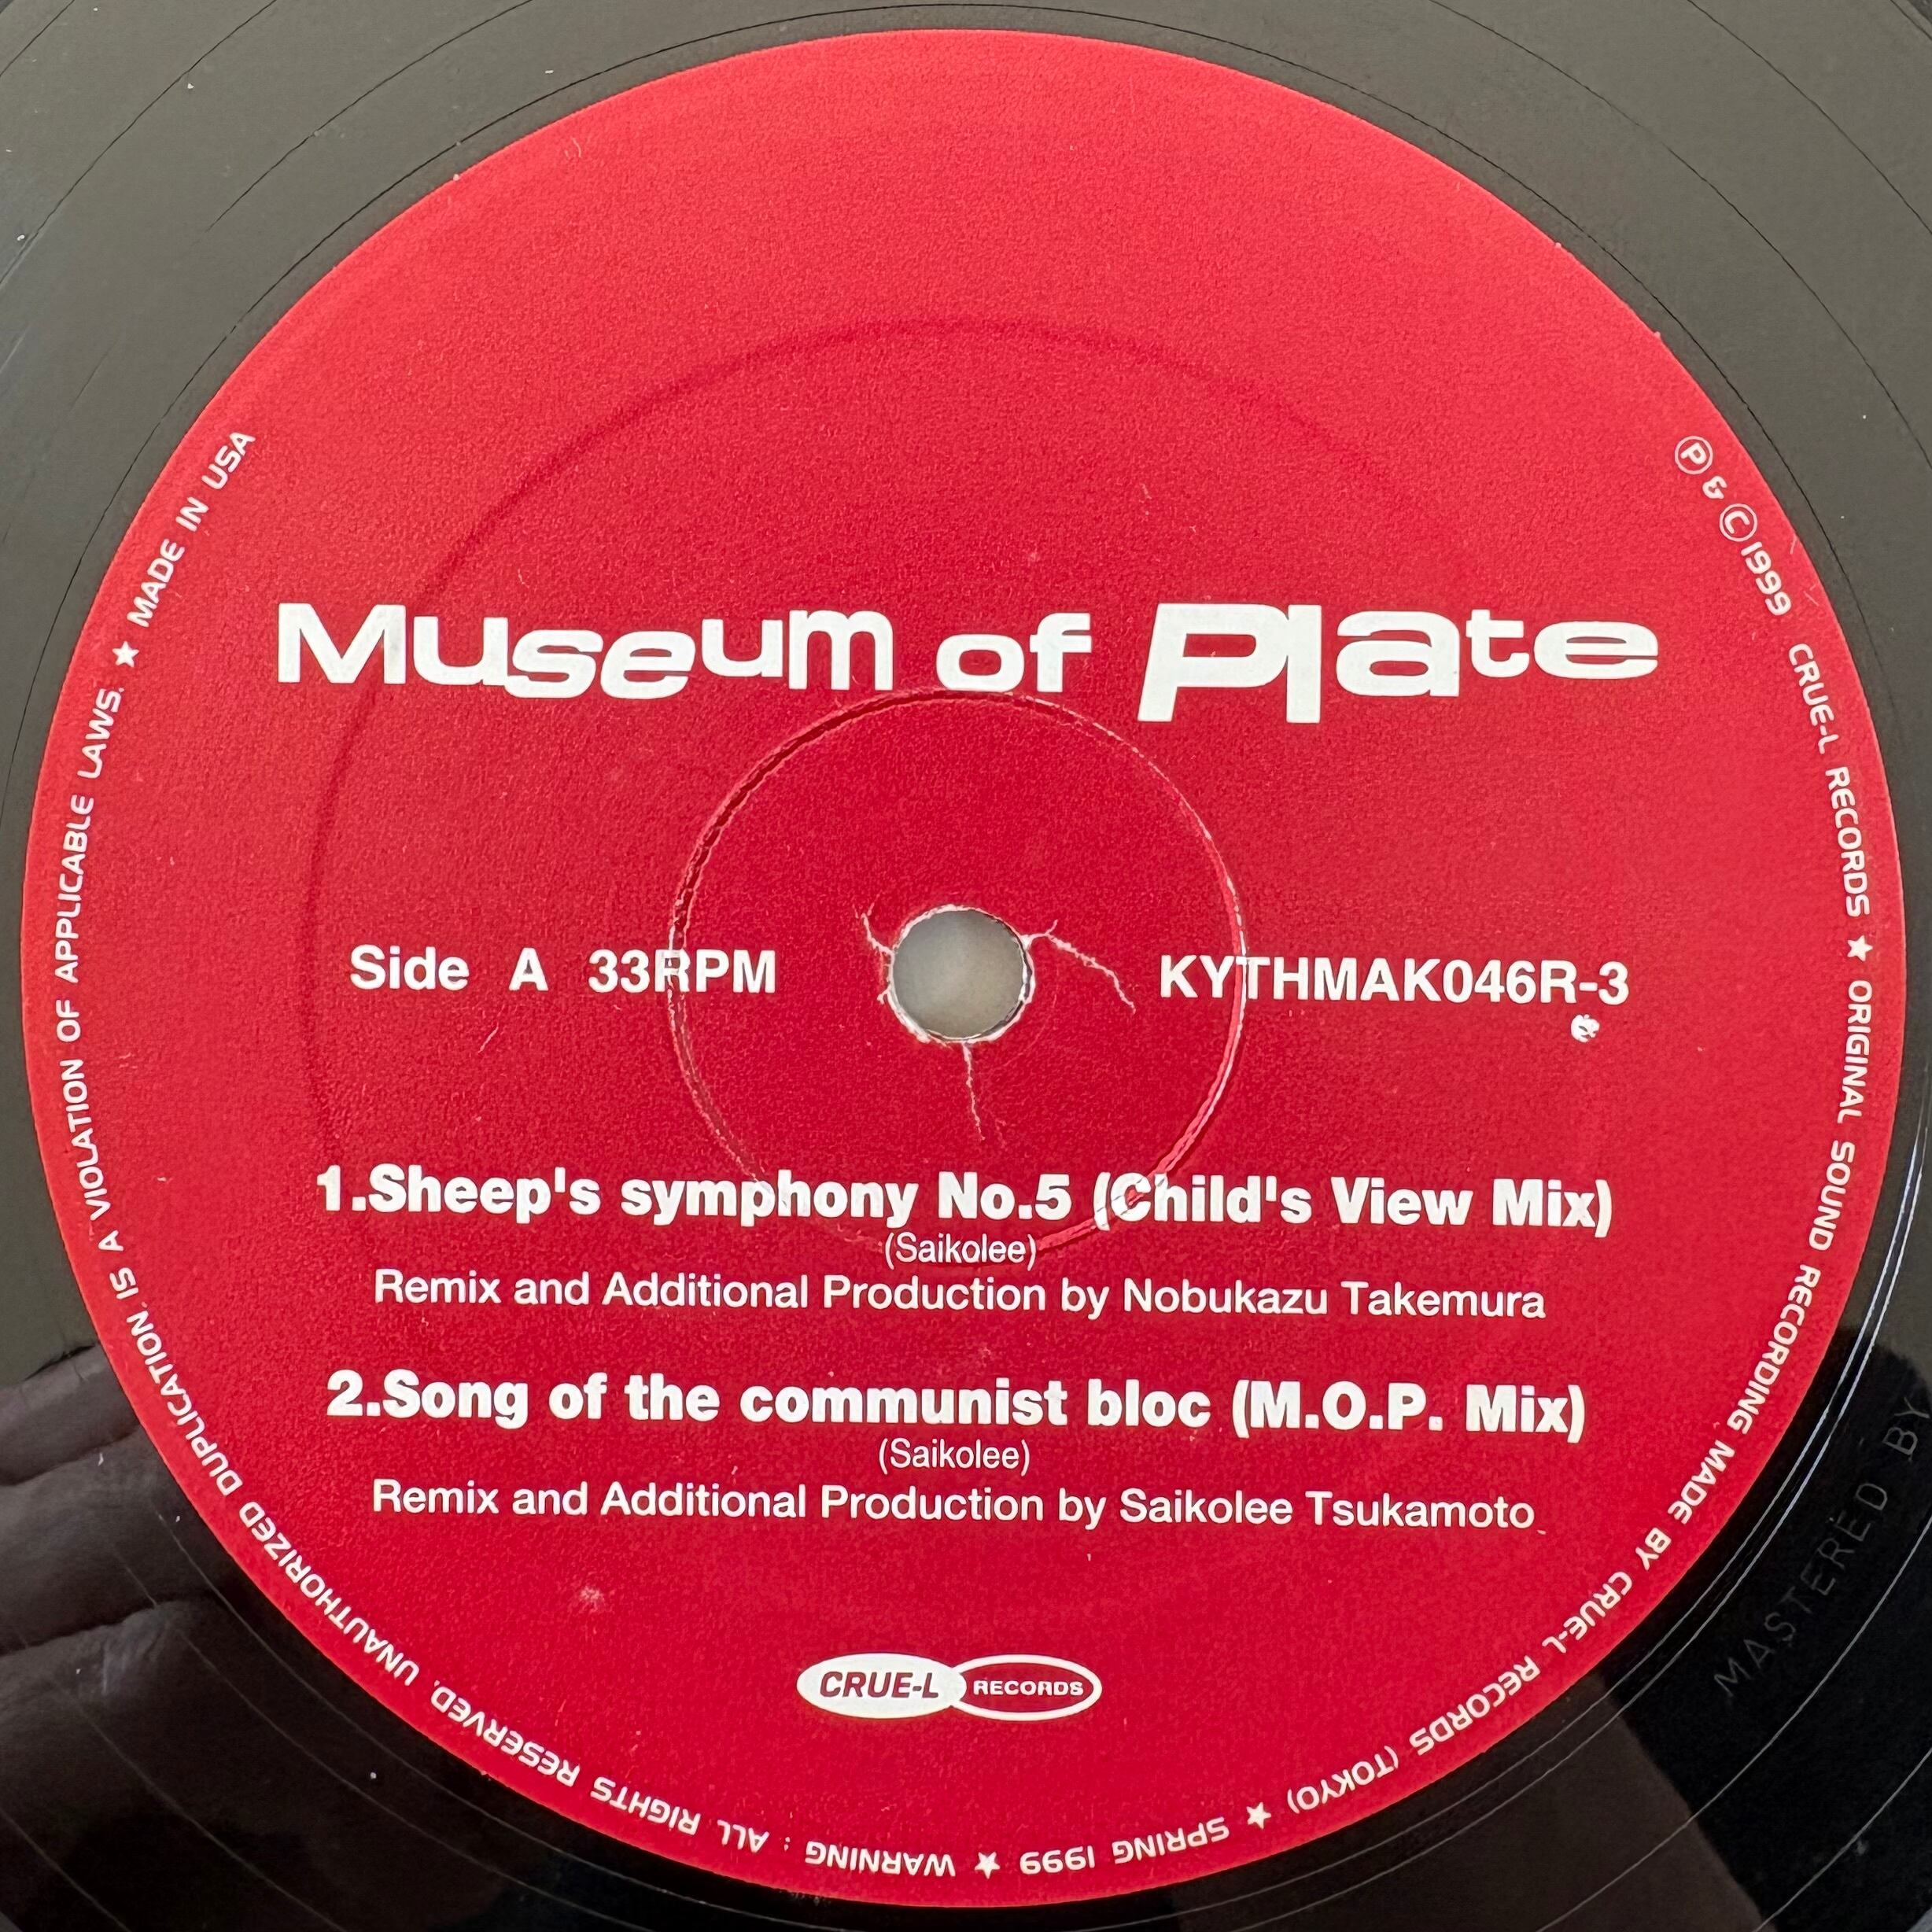 Museum of Plate
Side A 33RPM
KYTHMAK046R-3
1.Sheep's symphony No.5 (Child's View Mix)
(Saikolee)
Remix and Additional Production by Nobukazu Takemura
2.Song of the communist bloc (M.O.P. Mix)
(Saikolee)
Remix and Additional Production by Saikolee Tsukamoto
CRUE-L RECORDS
Ⓟ & Ⓒ 1999 CRUE-L RECORDS ★ ORIGINAL SOUND RECORDING MADE BY CRUE-L RECORDS (TOKYO) ★ SPRING 1999 ★ WARNING : ALL RIGHTS RESERVED. UNAUTHORIZED DUPLICATION IS A VIOLATION OF APPLICABLE LAWS. ★ MADE IN USA
MASTERED BY